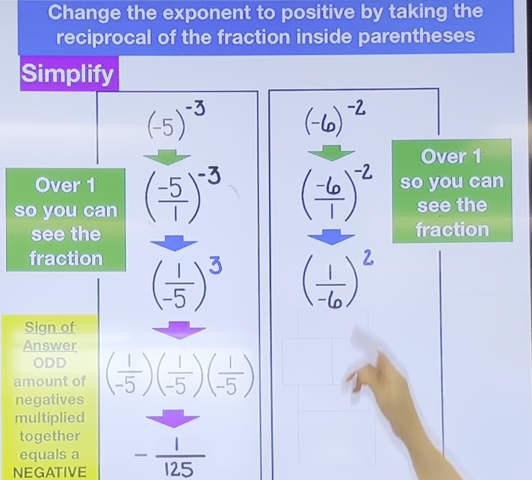 Change the exponent to positive by taking the
reciprocal of the fraction inside parentheses
Simplify
(-5)^-3
(-5/1)^-3
(1/-5)^3
(1/-5)(1/-5)(1/-5)
- 1/125
Over 1
so you can
see the
fraction
Sign of
Answer
ODD
amount of
negatives
multiplied
together
equals a
NEGATIVE
(-6)^-2
(-6/1)^-2
(1/-6)^2
Over 1
so you can
see the
fraction